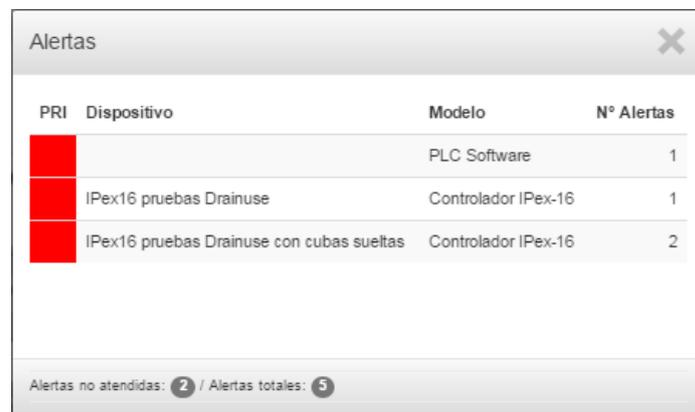 Alertas
PRI Dispositivo Modelo Nº Alertas
PLC Software 1
IPex16 pruebas Drainuse Controlador IPex-16 1
IPex16 pruebas Drainuse con cubas sueltas Controlador IPex-16 2
Alertas no atendidas: 2 / Alertas totales: 5